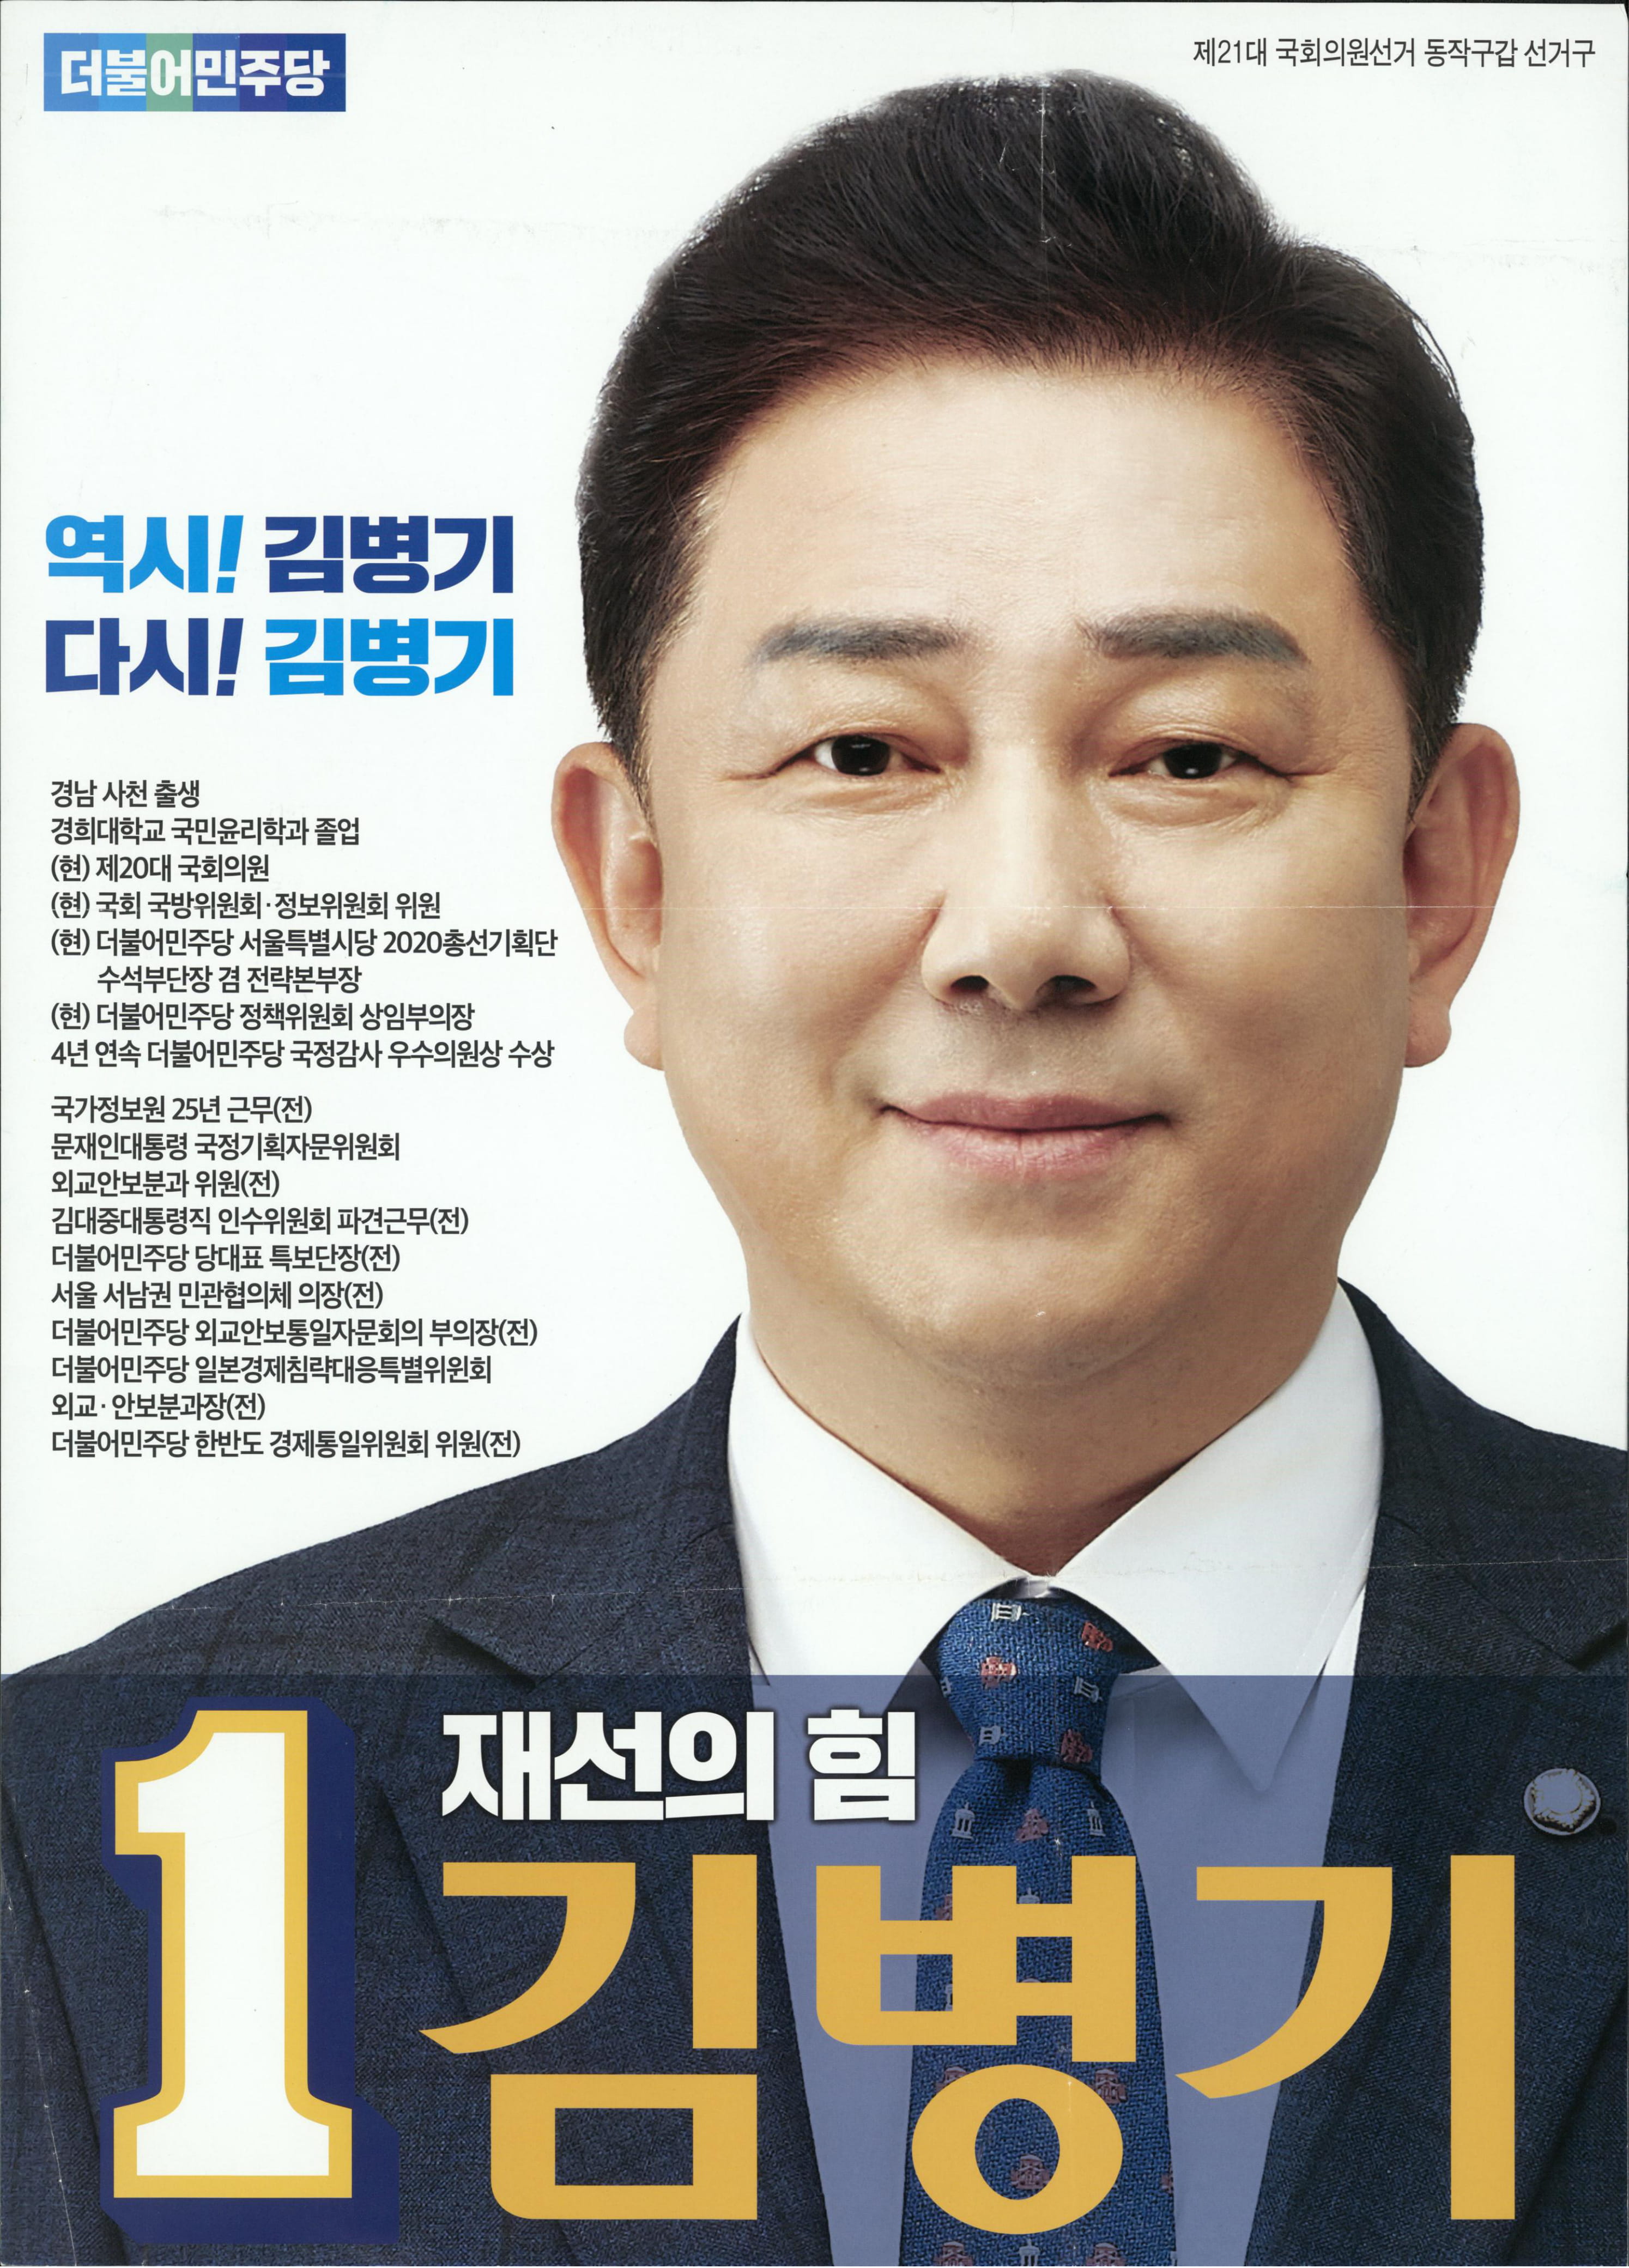 더불어민주당
제21대 국회의원선거 동작구갑 선거구
역시! 김병기
다시! 김병기
경남 사천 출생
경희대학교 국민윤리학과 졸업
(현) 제20대 국회의원
(현) 국회 국방위원회·정보위원회 위원
(현) 더불어민주당 서울특별시당 2020총선기획단
수석부단장 겸 전략본부장
(현) 더불어민주당 정책위원회 상임부의장
4년 연속 더불어민주당 국정감사 우수의원상 수상
국가정보원 25년 근무(전)
문재인대통령 국정기획자문위원회
외교안보분과 위원(전)
김대중대통령직 인수위원회 파견근무(전)
더불어민주당 당대표 특보단장(전)
서울 서남권 민관협의체 의장(전)
더불어민주당 외교안보통일자문회의 부의장(전)
더불어민주당 일본경제침략대응특별위윈회
외교·안보분과장(전)
더불어민주당 한반도 경제통일위원회 위원(전)
1
재선의 힘
김병기